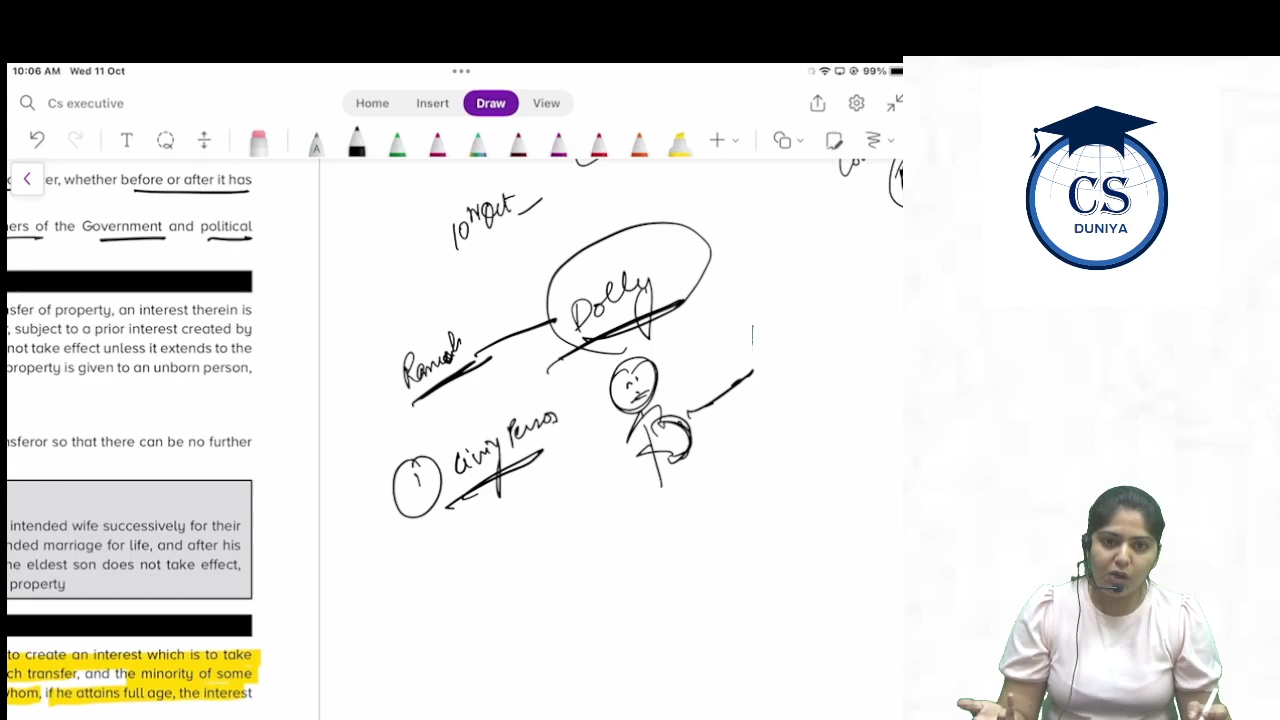 10:06 AM Wed 11 Oct
99%
Cs executive
Home Insert Draw View
er, whether before or after it has
ers of the Government and political
sfer of property, an interest therein is
, subject to a prior interest created by
not take effect unless it extends to the
property is given to an unborn person,
nsferor so that there can be no further
intended wife successively for their
nded marriage for life, and after his
ne eldest son does not take effect,
property
to create an interest which is to take
ch transfer, and the minority of some
whom, if he attains full age, the interest
10th Oct
Dolly
Ramesh
Living Person
CS
DUNIYA